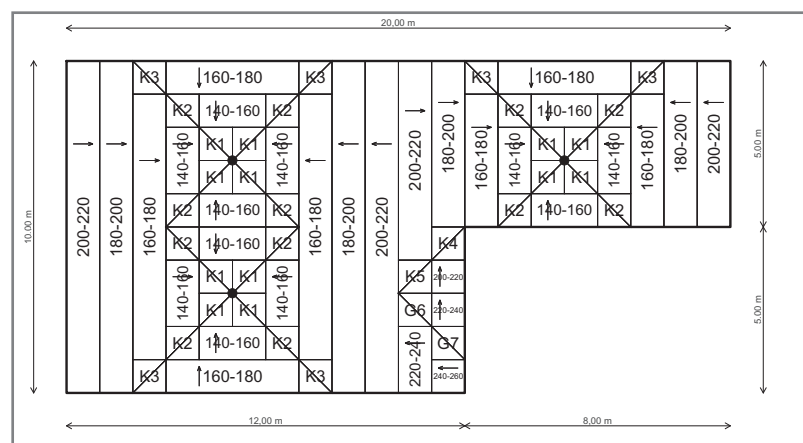 20,00 m
K3 160-180 K3 K3 160-180 K3
K2 140-160 K2 K2 140-160 K2
200-220 180-200 160-180 140-160 K1 K1 140-160 160-180 180-200 200-220 200-220 180-200 160-180 140-160 K1 K1 140-160 160-180 180-200 200-220
K1 K1 K1 K1
K2 140-160 K2 K2 140-160 K2
K2 140-160 K2 K4
140-160 K1 K1 140-160 K5 200-220
K1 K1 G6 220-240
K2 140-160 K2 220-240 G7
K3 160-180 K3 240-260
10.00 m
5.00 m
5.00 m
12,00 m 8,00 m